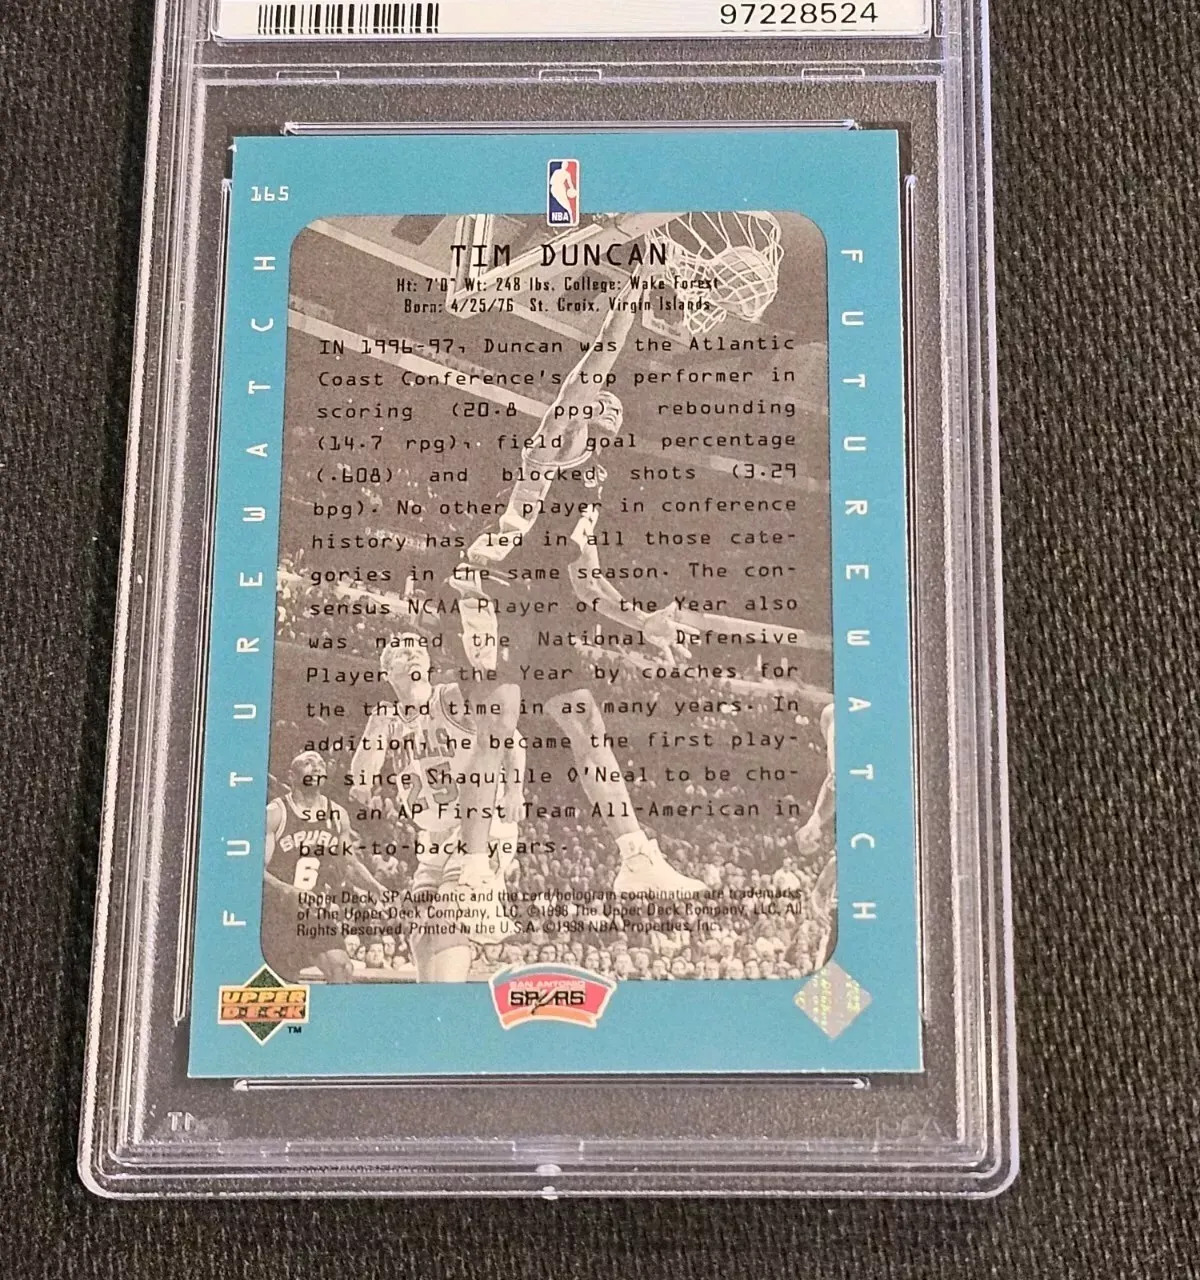 97228524
165
NBA
FUTUREWATCH
FUTUREWATCH
TIM DUNCAN
Ht: 7'0" Wt: 248 lbs. College: Wake Forest
Born: 4/25/76 St. Croix, Virgin Islands
IN 1996-97, Duncan was the Atlantic
Coast Conference's top performer in
scoring (20.8 ppg), rebounding
(14.7 rpg), field goal percentage
(.608) and blocked shots (3.29
bpg). No other player in conference
history has led in all those cate-
gories in the same season. The con-
sensus NCAA Player of the Year also
was named the National Defensive
Player of the Year by coaches for
the third time in as many years. In
addition, he became the first play-
er since Shaquille O'Neal to be cho-
sen an AP First Team All-American in
back-to-back years.
BULLS
25
SPURS
6
Upper Deck, SP Authentic and the card/hologram combination are trademarks
of The Upper Deck Company, LLC. ©1998 The Upper Deck Company, LLC. All
Rights Reserved. Printed in the U.S.A. ©1998 NBA Properties, Inc.
UPPER
DECK
TM
SAN ANTONIO
SPURS